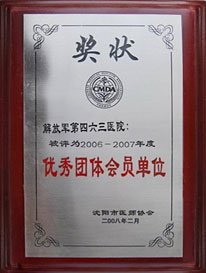 奖状
CMDA
解放军第四六三医院：
被评为2006－2007年度
优秀团体会员单位
沈阳市医师协会
二00八年二月